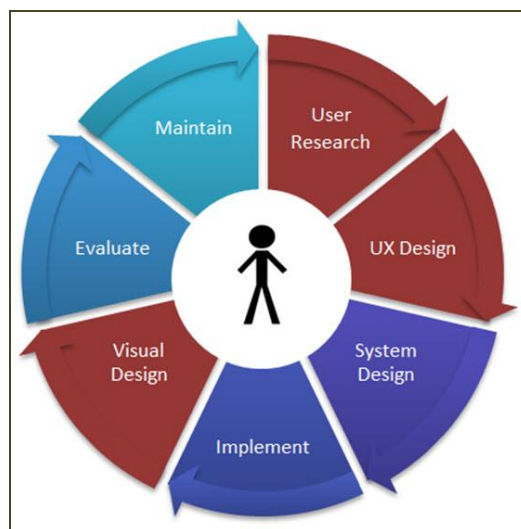 User
Research
UX Design
System
Design
Implement
Visual
Design
Evaluate
Maintain